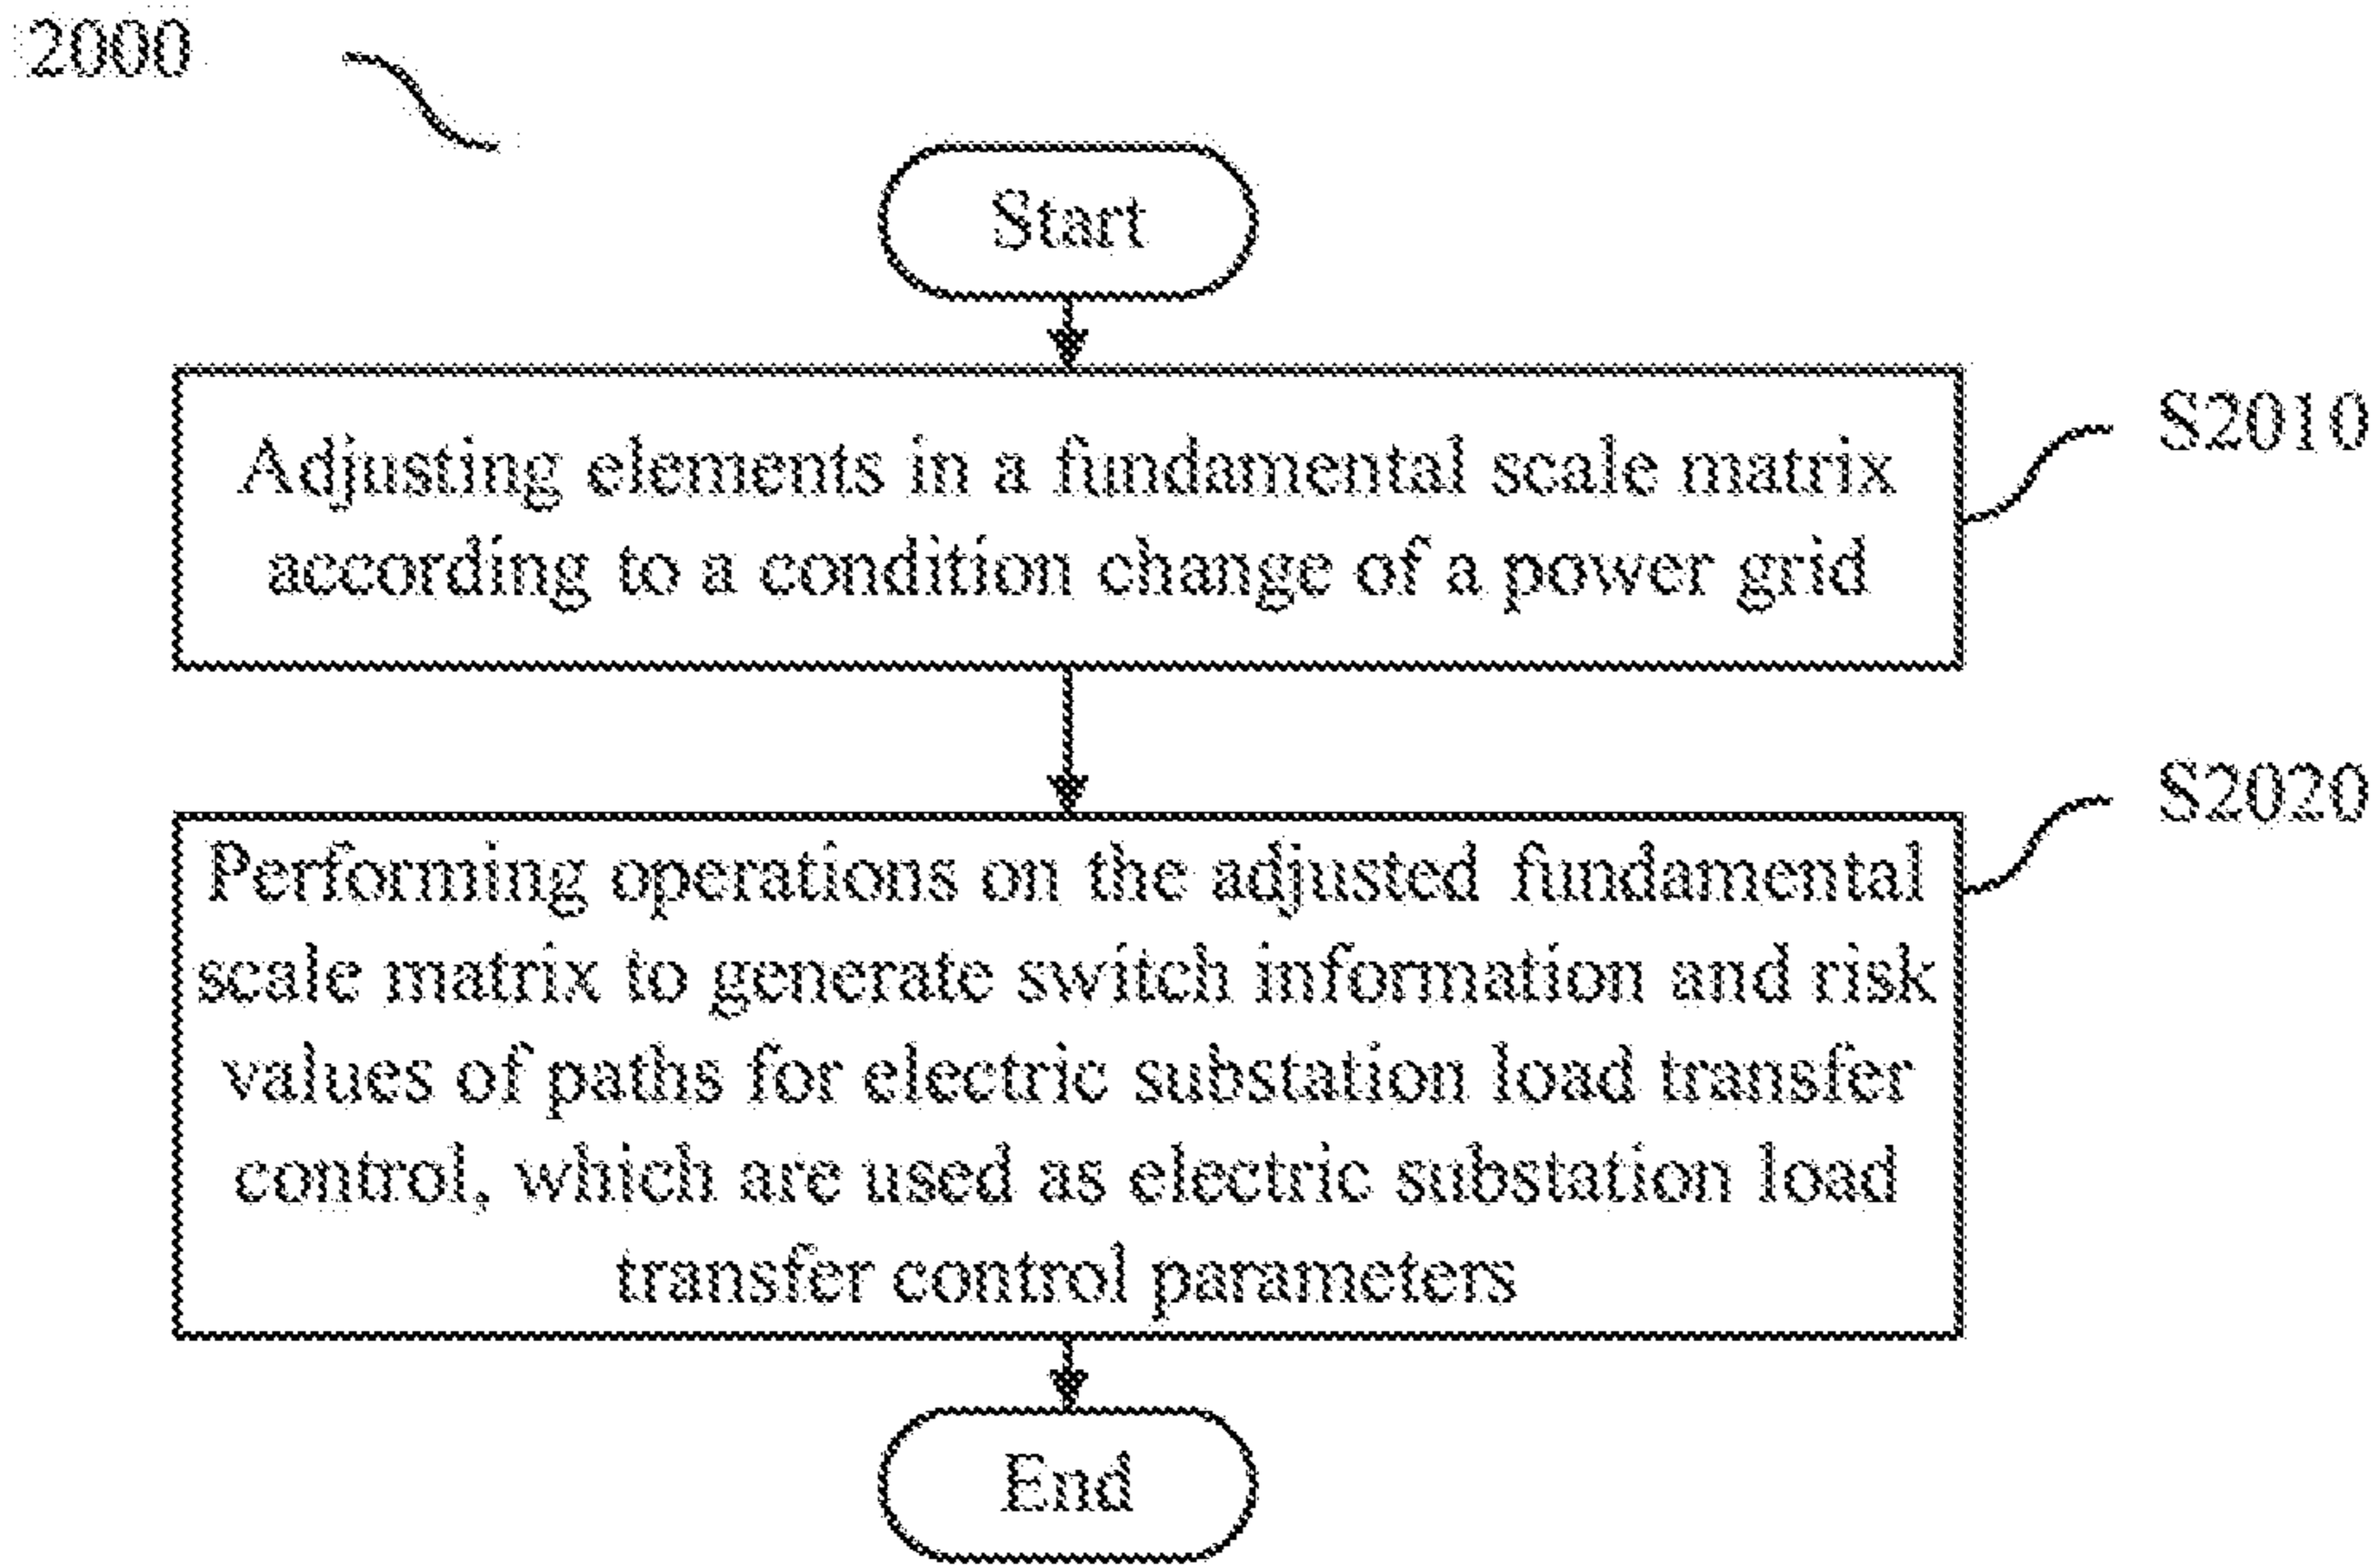 2000
Start
Adjusting elements in a fundamental scale matrix
according to a condition change of a power grid
S2010
Performing operations on the adjusted fundamental
scale matrix to generate switch information and risk
values of paths for electric substation load transfer
control, which are used as electric substation load
transfer control parameters
S2020
End